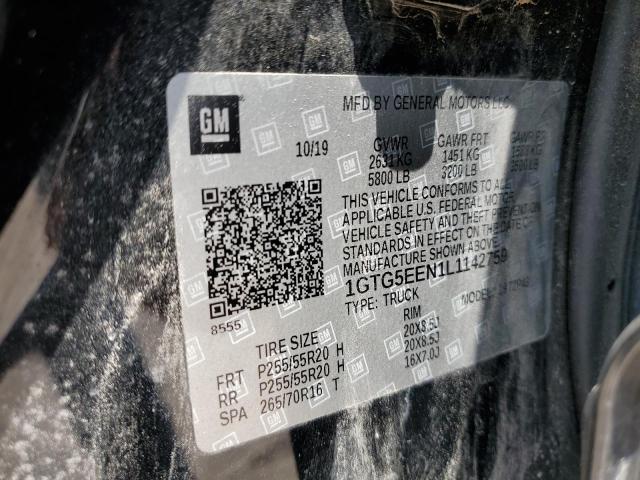 GM
MFD BY GENERAL MOTORS LLC
10/19
GVWR GAWR FRT GAWR RR
2631 KG 1451 KG
5800 LB 3200 LB
THIS VEHICLE CONFORMS TO ALL
APPLICABLE U.S. FEDERAL MOTOR
VEHICLE SAFETY AND THEFT PREVENTION
STANDARDS IN EFFECT ON THE DATE OF
MANUFACTURE SHOWN ABOVE.
1GTG5EEN1L1142759
TYPE: TRUCK MODEL:
8555
TIRE SIZE RIM
FRT P255/55R20 H 20X8.5J
RR P255/55R20 H 20X8.5J
SPA 265/70R16 T 16X7.0J